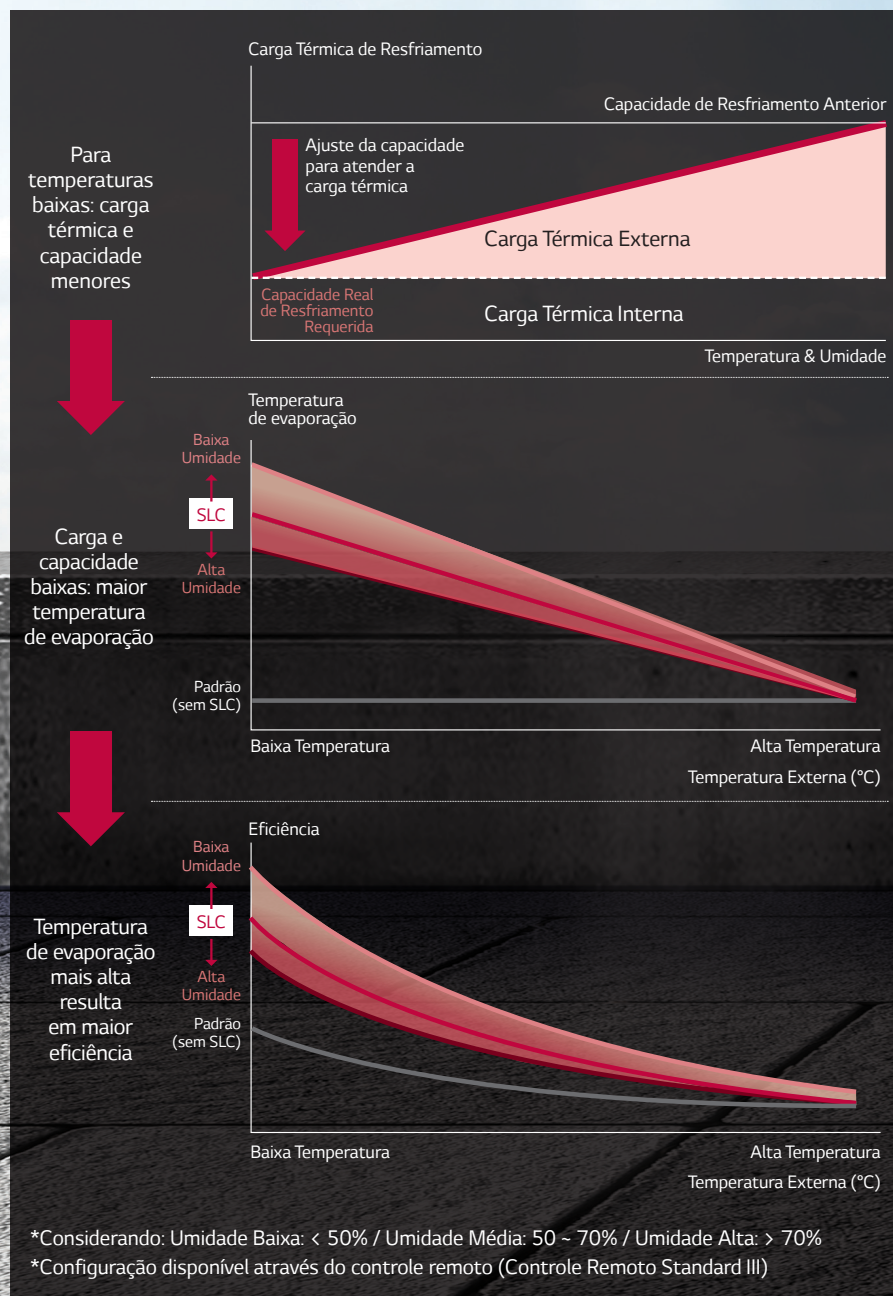 Carga Térmica de Resfriamento
Capacidade de Resfriamento Anterior
Para
temperaturas
baixas: carga
térmica e
capacidade
menores
Ajuste da capacidade
para atender a
carga térmica
Carga Térmica Externa
Capacidade Real
de Resfriamento
Requerida
Carga Térmica Interna
Temperatura & Umidade
Temperatura
de evaporação
Baixa
Umidade
SLC
Alta
Umidade
Carga e
capacidade
baixas: maior
temperatura
de evaporação
Padrão
(sem SLC)
Baixa Temperatura
Alta Temperatura
Temperatura Externa (°C)
Eficiência
Baixa
Umidade
SLC
Alta
Umidade
Temperatura
de evaporação
mais alta
resulta
em maior
eficiência
Padrão
(sem SLC)
Baixa Temperatura
Alta Temperatura
Temperatura Externa (°C)
*Considerando: Umidade Baixa: < 50% / Umidade Média: 50 ~ 70% / Umidade Alta: > 70%
*Configuração disponível através do controle remoto (Controle Remoto Standard III)